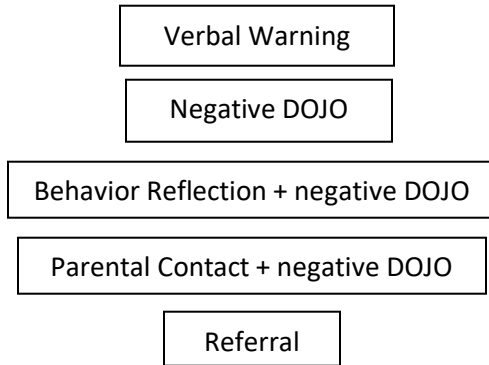 Verbal Warning
Negative DOJO
Behavior Reflection + negative DOJO
Parental Contact + negative DOJO
Referral